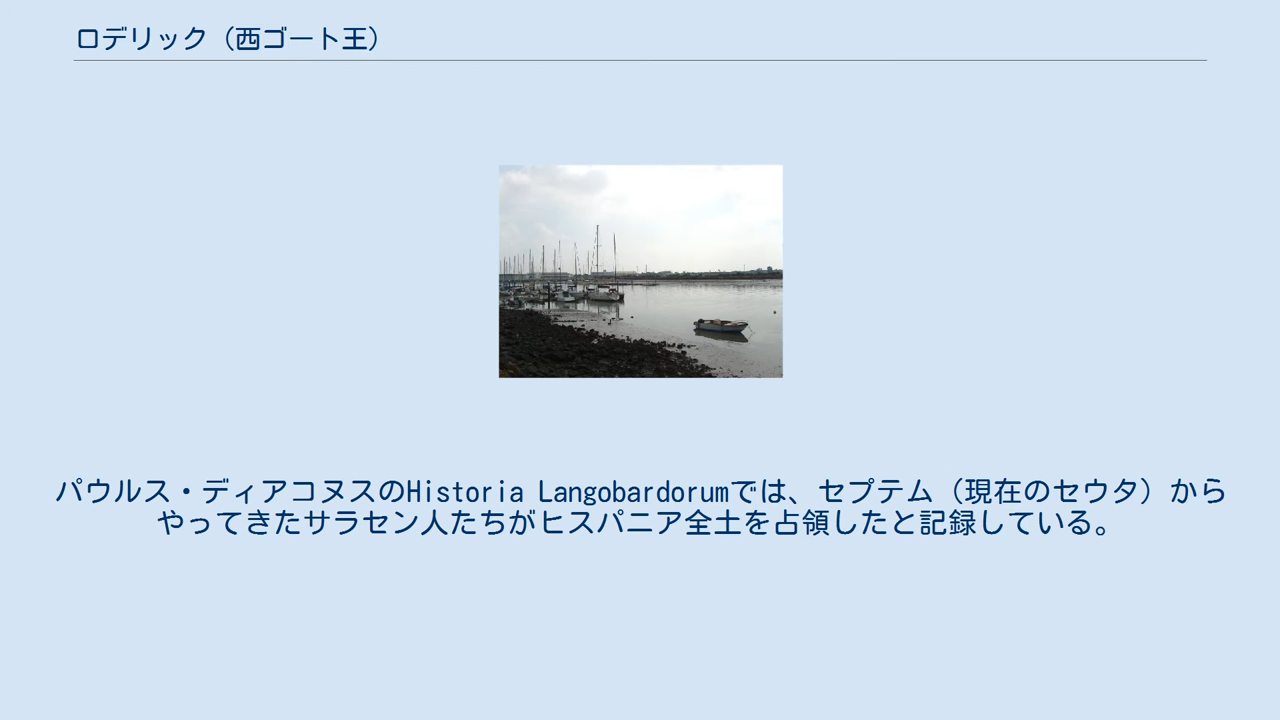 ロデリック（西ゴート王）
パウルス・ディアコヌスのHistoria Langobardorumでは、セプテム（現在のセウタ）から
やってきたサラセン人たちがヒスパニア全土を占領したと記録している。